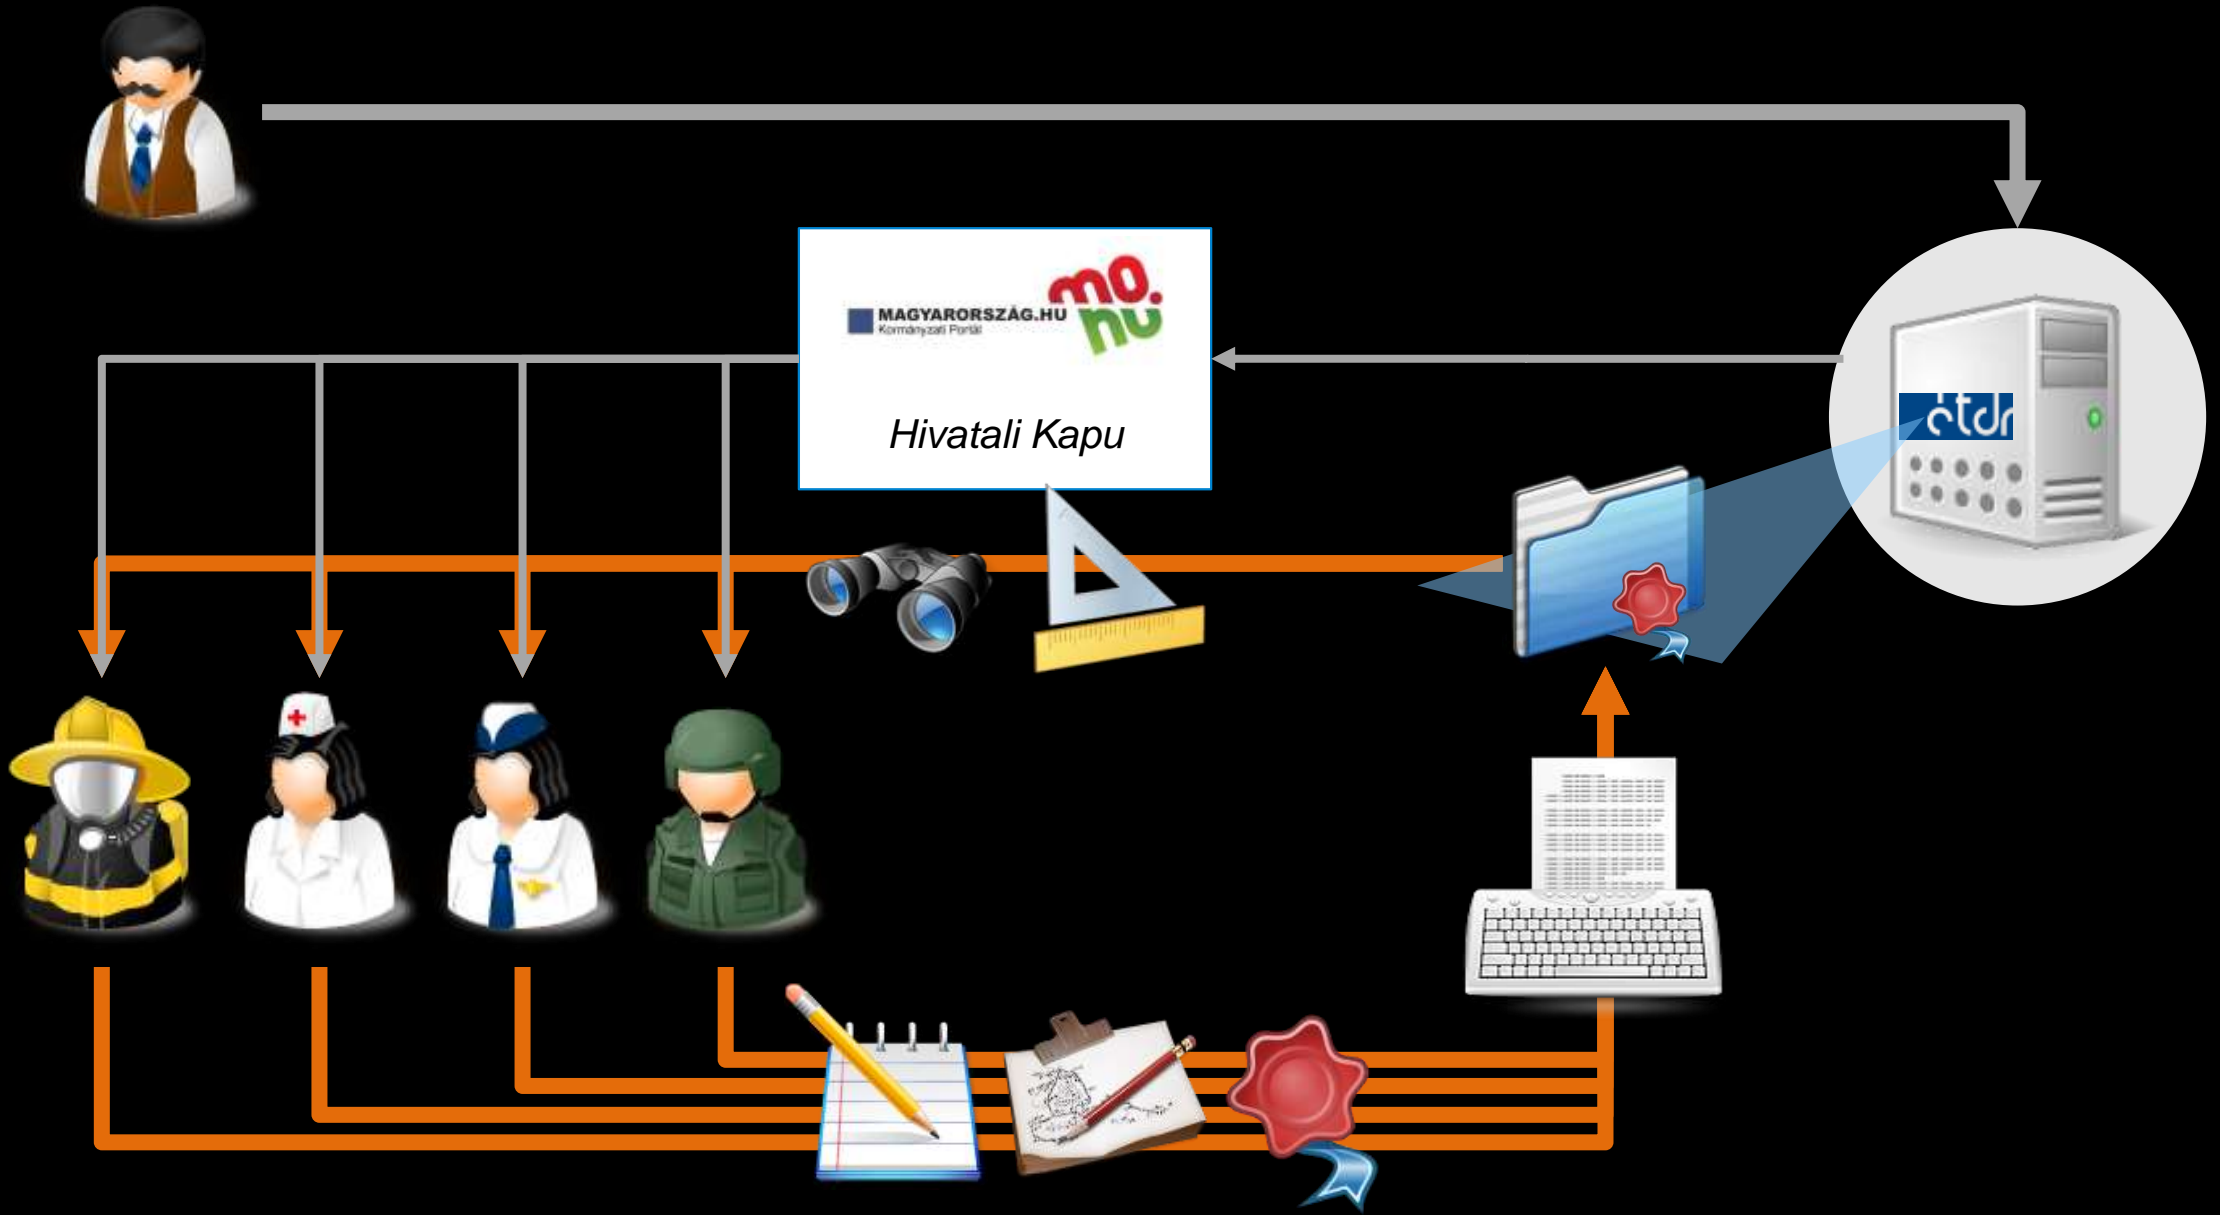 mo.
hu
MAGYARORSZÁG.HU
Kormányzati Portál
Hivatali Kapu
étdr